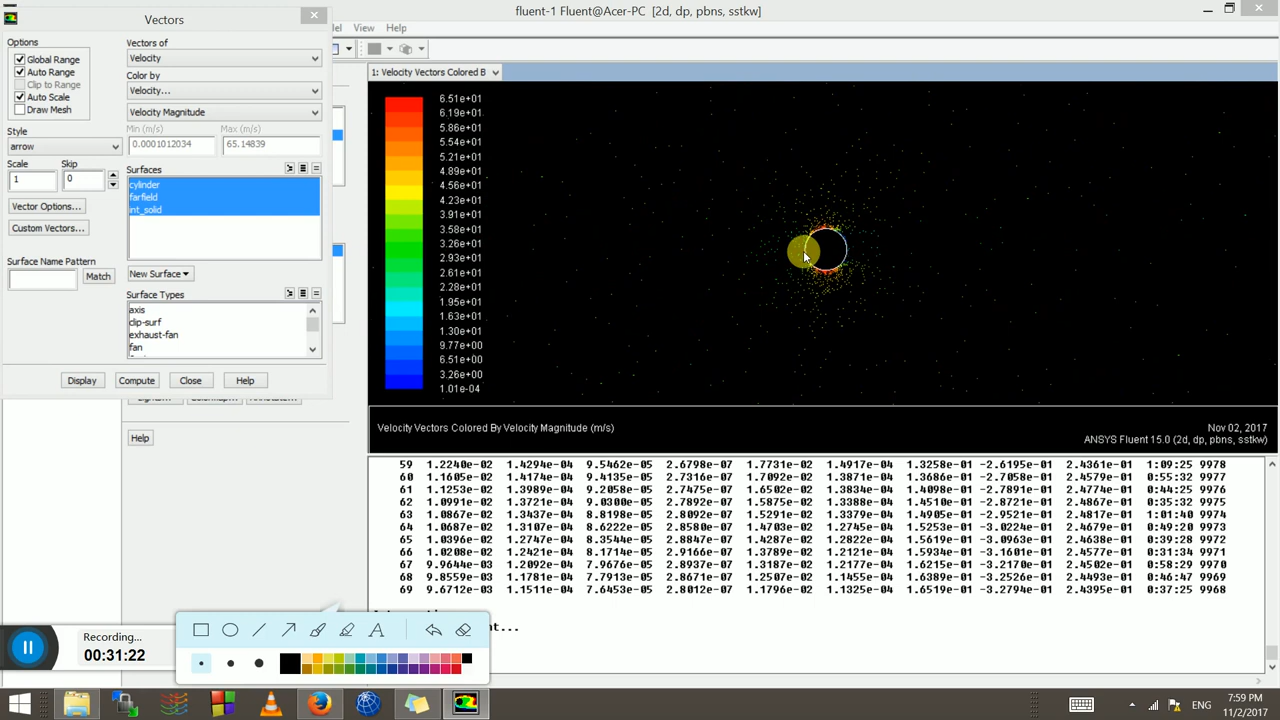 Vectors
fluent-1 Fluent@Acer-PC [2d, dp, pbns, sstkw]
View Help
Options
Global Range
Auto Range
Clip to Range
Auto Scale
Draw Mesh
Vectors of
Velocity
Color by
Velocity...
Velocity Magnitude
Min (m/s) Max (m/s)
0.0001012034 65.14839
Style
arrow
Scale Skip
1 0
Vector Options...
Custom Vectors...
Surface Name Pattern
Match
Surfaces
cylinder
farfield
int_solid
New Surface
Surface Types
axis
clip-surf
exhaust-fan
fan
Display Compute Close Help
Help
1: Velocity Vectors Colored B
6.51e+01
6.19e+01
5.86e+01
5.54e+01
5.21e+01
4.89e+01
4.56e+01
4.23e+01
3.91e+01
3.58e+01
3.26e+01
2.93e+01
2.61e+01
2.28e+01
1.95e+01
1.63e+01
1.30e+01
9.77e+00
6.51e+00
3.26e+00
1.01e-04
Velocity Vectors Colored By Velocity Magnitude (m/s)
Nov 02, 2017
ANSYS Fluent 15.0 (2d, dp, pbns, sstkw)
59 1.2240e-02 1.4294e-04 9.5462e-05 2.6798e-07 1.7731e-02 1.4917e-04 1.3258e-01 -2.6195e-01 2.4361e-01 1:09:25 9978
60 1.1605e-02 1.4174e-04 9.4135e-05 2.7316e-07 1.7092e-02 1.3871e-04 1.3686e-01 -2.7058e-01 2.4579e-01 0:55:32 9977
61 1.1253e-02 1.3989e-04 9.2058e-05 2.7475e-07 1.6502e-02 1.3834e-04 1.4098e-01 -2.7891e-01 2.4774e-01 0:44:25 9976
62 1.0991e-02 1.3721e-04 9.0300e-05 2.7892e-07 1.5875e-02 1.3388e-04 1.4510e-01 -2.8721e-01 2.4867e-01 0:35:32 9975
63 1.0867e-02 1.3437e-04 8.8198e-05 2.8092e-07 1.5291e-02 1.3379e-04 1.4905e-01 -2.9521e-01 2.4817e-01 1:01:40 9974
64 1.0687e-02 1.3107e-04 8.6222e-05 2.8580e-07 1.4703e-02 1.2745e-04 1.5253e-01 -3.0224e-01 2.4679e-01 0:49:20 9973
65 1.0396e-02 1.2747e-04 8.3544e-05 2.8847e-07 1.4287e-02 1.2822e-04 1.5619e-01 -3.0963e-01 2.4638e-01 0:39:28 9972
66 1.0208e-02 1.2421e-04 8.1714e-05 2.9166e-07 1.3789e-02 1.2121e-04 1.5934e-01 -3.1601e-01 2.4577e-01 0:31:34 9971
67 9.9644e-03 1.2092e-04 7.9676e-05 2.8937e-07 1.3187e-02 1.2177e-04 1.6215e-01 -3.2170e-01 2.4502e-01 0:58:29 9970
68 9.8559e-03 1.1781e-04 7.7913e-05 2.8671e-07 1.2507e-02 1.1455e-04 1.6389e-01 -3.2526e-01 2.4493e-01 0:46:47 9969
69 9.6712e-03 1.1511e-04 7.6453e-05 2.8012e-07 1.1796e-02 1.1325e-04 1.6519e-01 -3.2794e-01 2.4395e-01 0:37:25 9968
Recording...
00:31:22
ENG
7:59 PM
11/2/2017